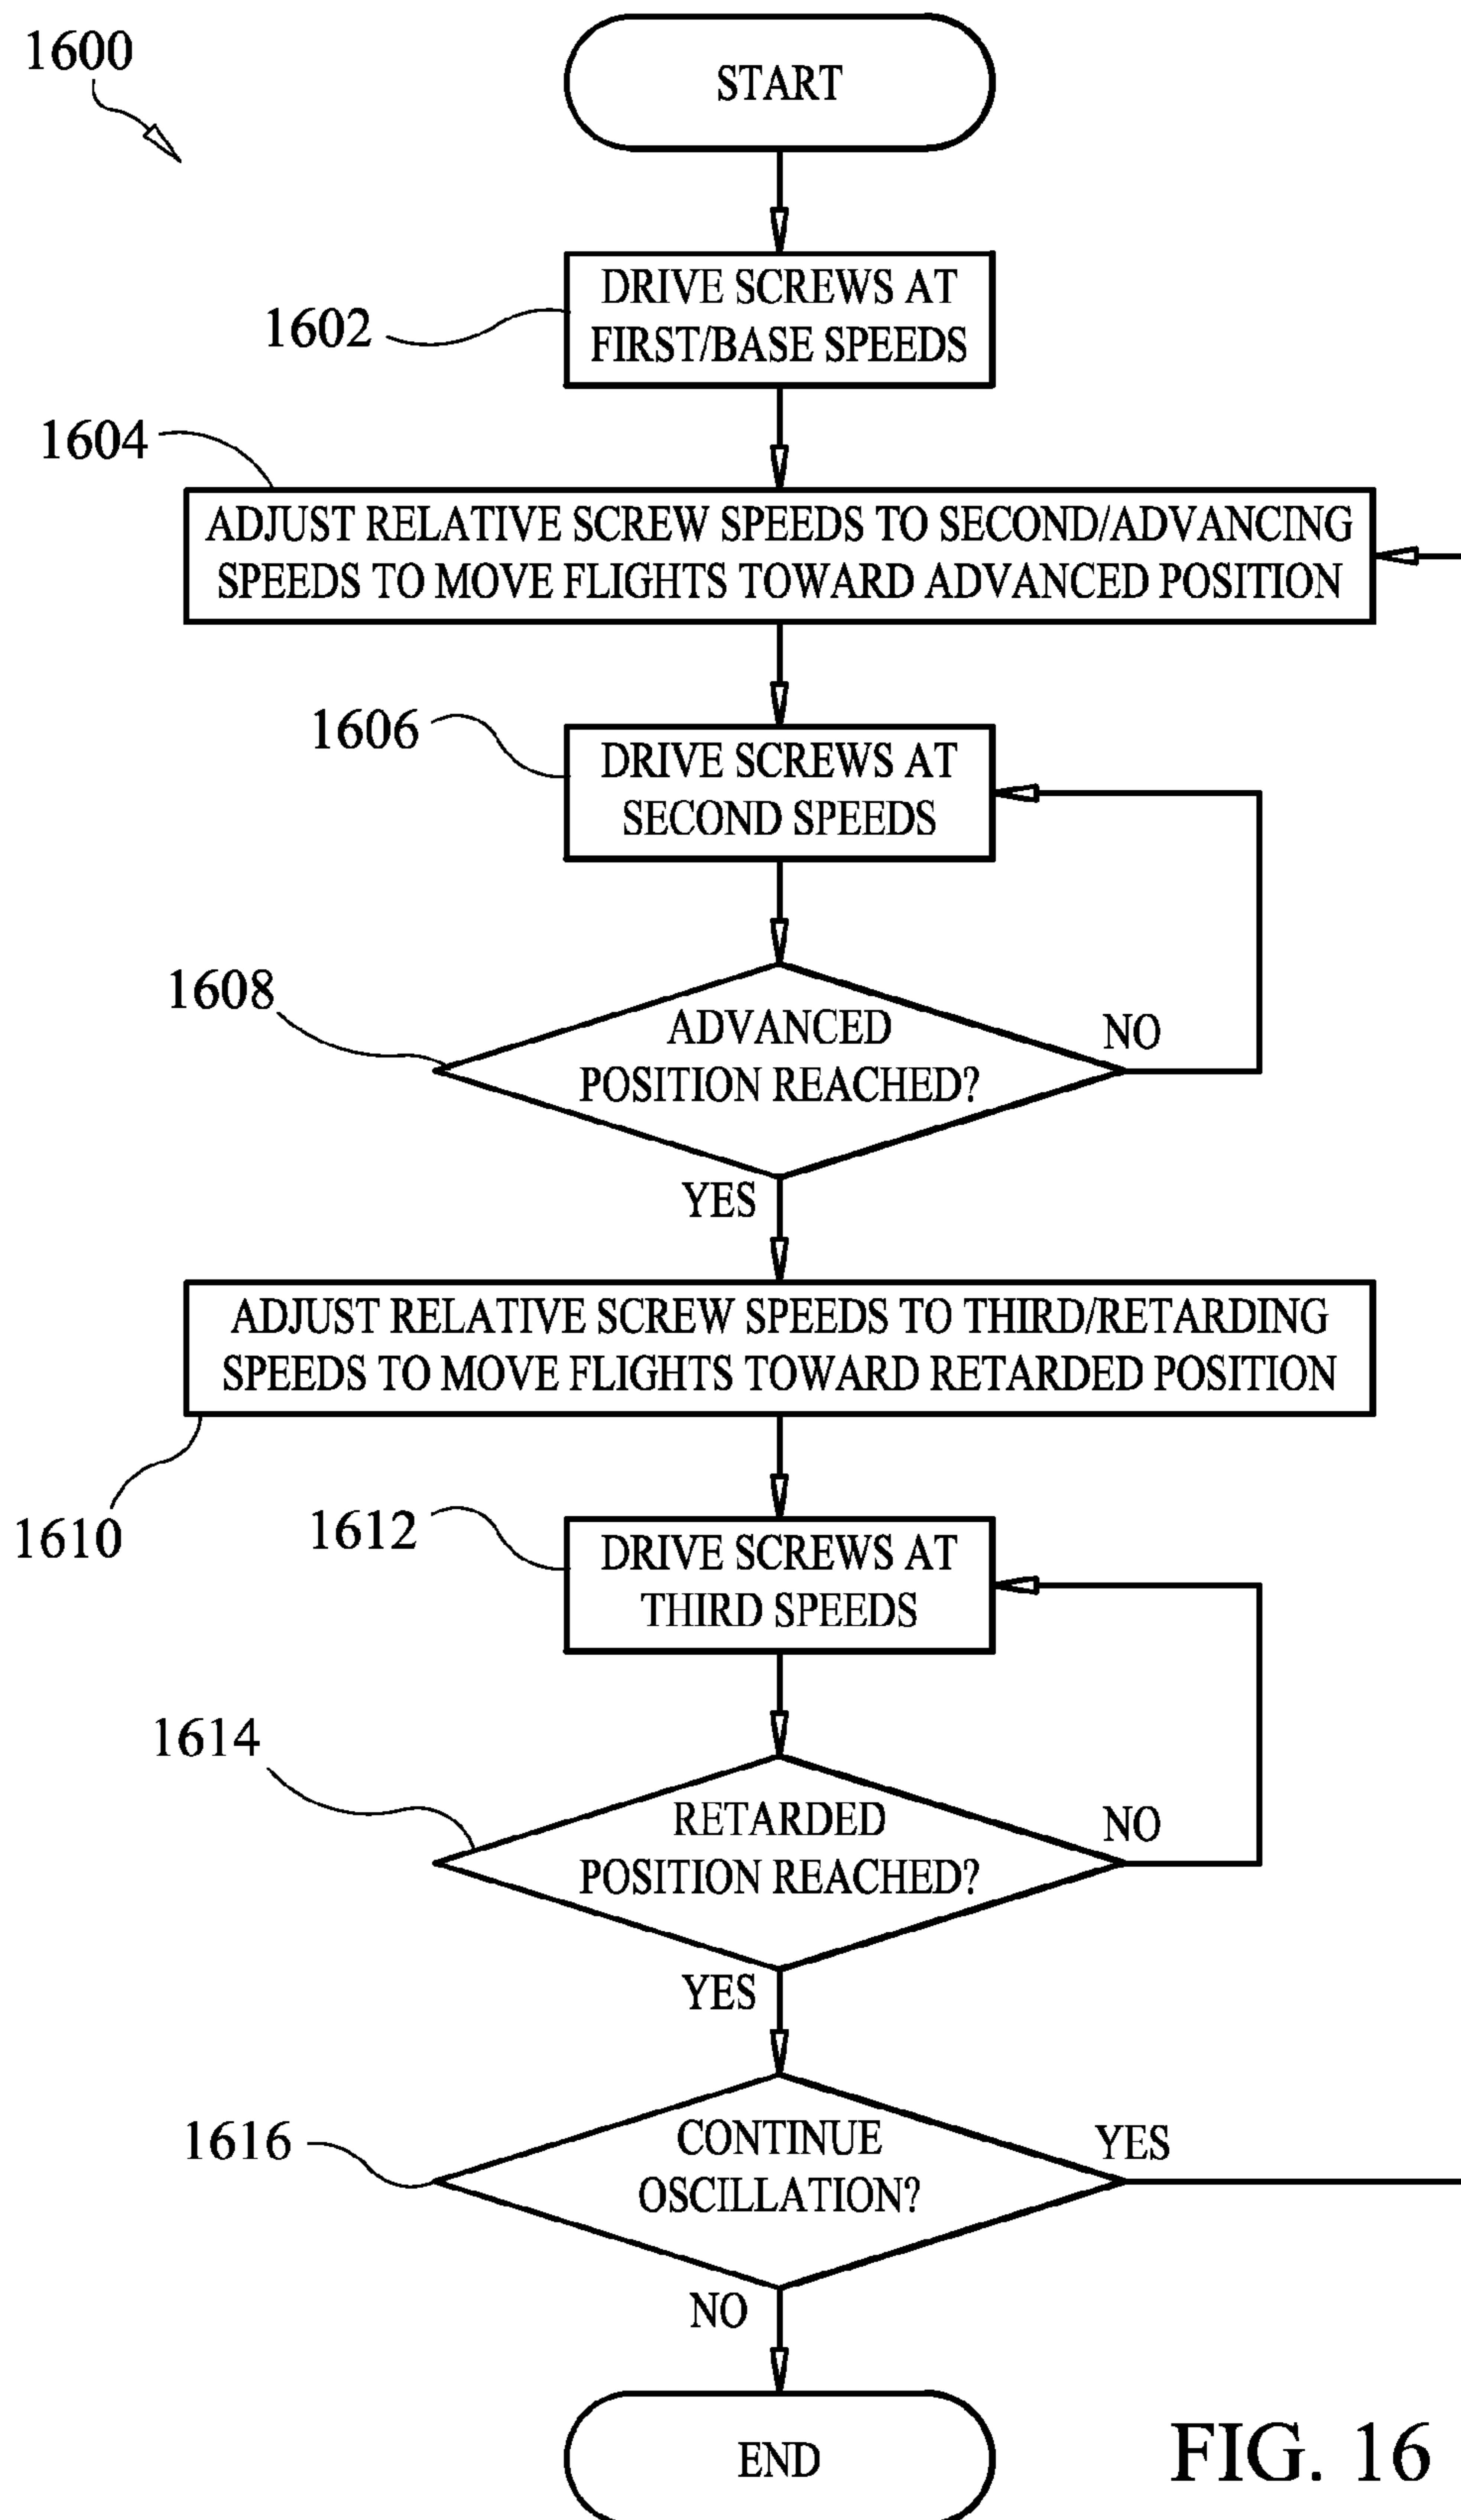 1600
START
DRIVE SCREWS AT
FIRST/BASE SPEEDS
1602
1604
ADJUST RELATIVE SCREW SPEEDS TO SECOND/ADVANCING
SPEEDS TO MOVE FLIGHTS TOWARD ADVANCED POSITION
1606
DRIVE SCREWS AT
SECOND SPEEDS
1608
ADVANCED
POSITION REACHED?
NO
YES
ADJUST RELATIVE SCREW SPEEDS TO THIRD/RETARDING
SPEEDS TO MOVE FLIGHTS TOWARD RETARDED POSITION
1610
1612
DRIVE SCREWS AT
THIRD SPEEDS
1614
RETARDED
POSITION REACHED?
NO
YES
1616
CONTINUE
OSCILLATION?
YES
NO
END
FIG. 16